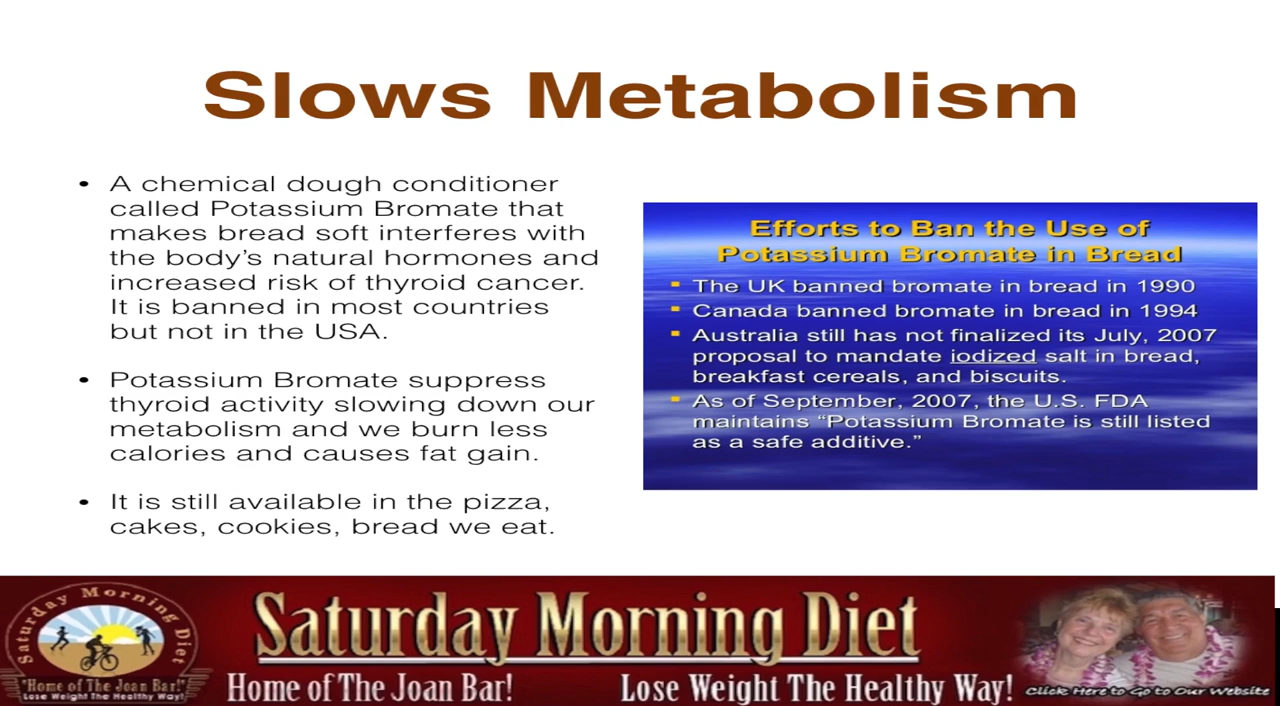 Slows Metabolism
• A chemical dough conditioner
called Potassium Bromate that
makes bread soft interferes with
the body's natural hormones and
increased risk of thyroid cancer.
It is banned in most countries
but not in the USA.
• Potassium Bromate suppress
thyroid activity slowing down our
metabolism and we burn less
calories and causes fat gain.
• It is still available in the pizza,
cakes, cookies, bread we eat.
Efforts to Ban the Use of
Potassium Bromate in Bread
The UK banned bromate in bread in 1990
Canada banned bromate in bread in 1994
Australia still has not finalized its July, 2007
proposal to mandate iodized salt in bread,
breakfast cereals, and biscuits.
As of September, 2007, the U.S. FDA
maintains “Potassium Bromate is still listed
as a safe additive.”
Saturday Morning Diet
"Home of The Joan Bar!"
Lose Weight The Healthy Way!
Saturday Morning Diet
Home of The Joan Bar! Lose Weight The Healthy Way!
Click Here to Go to Our Website